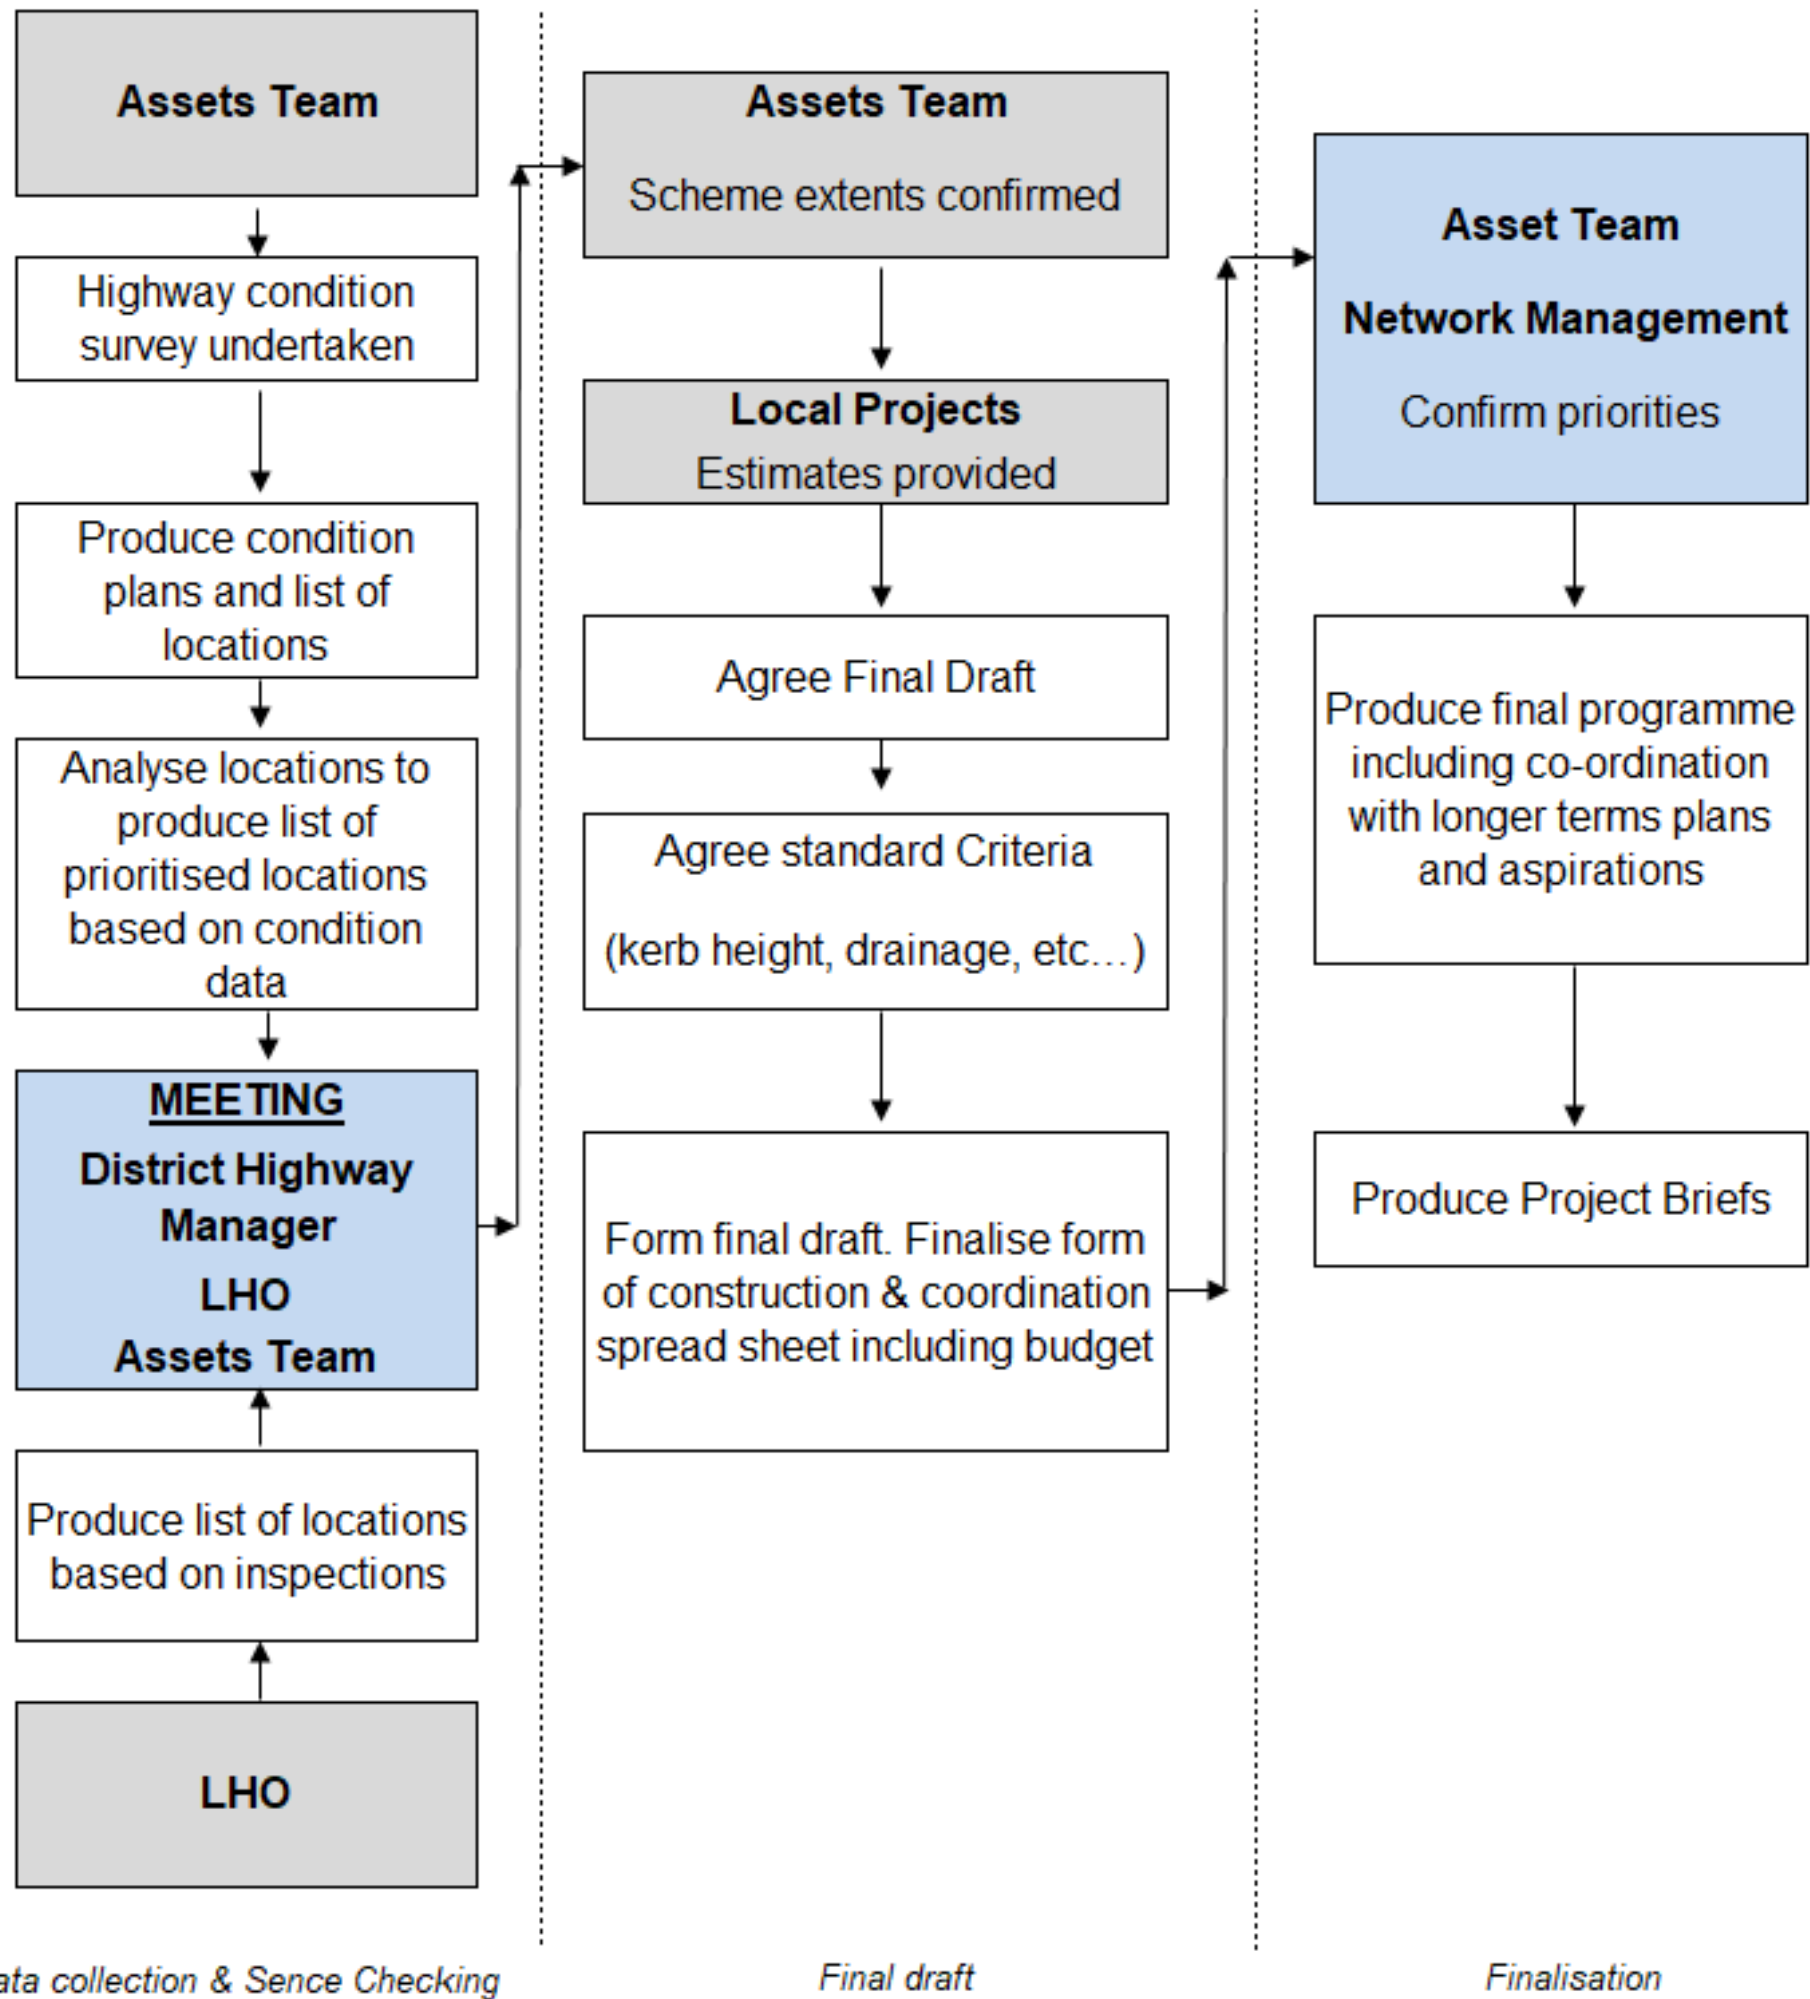 Assets Team
Highway condition
survey undertaken
Produce condition
plans and list of
locations
Analyse locations to
produce list of
prioritised locations
based on condition
data
MEETING
District Highway
Manager
LHO
Assets Team
Produce list of locations
based on inspections
LHO
ata collection & Sence Checking
Assets Team
Scheme extents confirmed
Local Projects
Estimates provided
Agree Final Draft
Agree standard Criteria
(kerb height, drainage, etc...)
Form final draft. Finalise form
of construction & coordination
spread sheet including budget
Final draft
Asset Team
Network Management
Confirm priorities
Produce final programme
including co-ordination
with longer terms plans
and aspirations
Produce Project Briefs
Finalisation